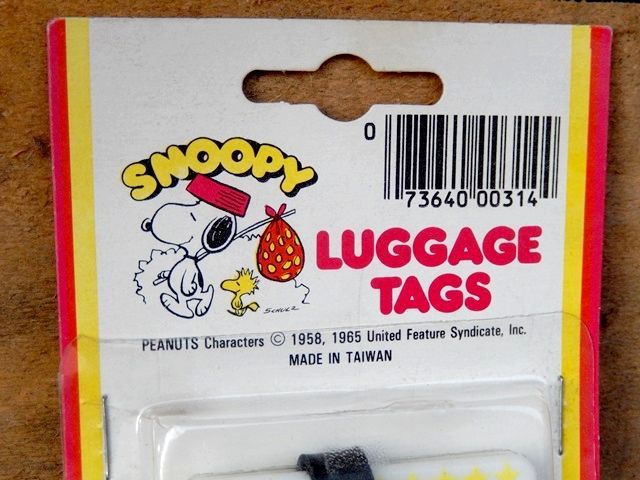 SNOOPY
0
73640 00314
LUGGAGE
TAGS
SCHULZ
PEANUTS Characters © 1958, 1965 United Feature Syndicate, Inc.
MADE IN TAIWAN